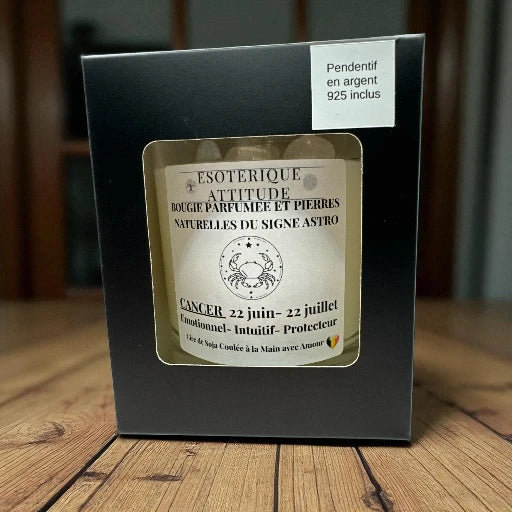 Pendentif
en argent
925 inclus
ESOTERIQUE
ATTITUDE
BOUGIE PARFUMEE ET PIERRES
NATURELLES DU SIGNE ASTRO
CANCER 22 juin- 22 juillet
Emotionnel- Intuitif- Protecteur
Cire de Soja Coulée à la Main avec Amour